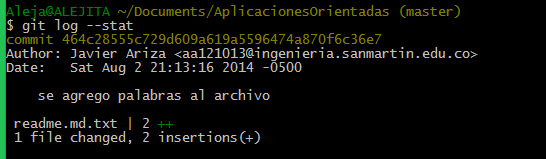 Aleja@ALEJITA ~/Documents/AplicacionesOrientadas (master)
$ git log --stat
commit 464c28555c729d609a619a5596474a870f6c36e7
Author: Javier Ariza <aa121013@ingenieria.sanmartin.edu.co>
Date:   Sat Aug 2 21:13:16 2014 -0500
    se agrego palabras al archivo
 readme.md.txt | 2 ++
 1 file changed, 2 insertions(+)